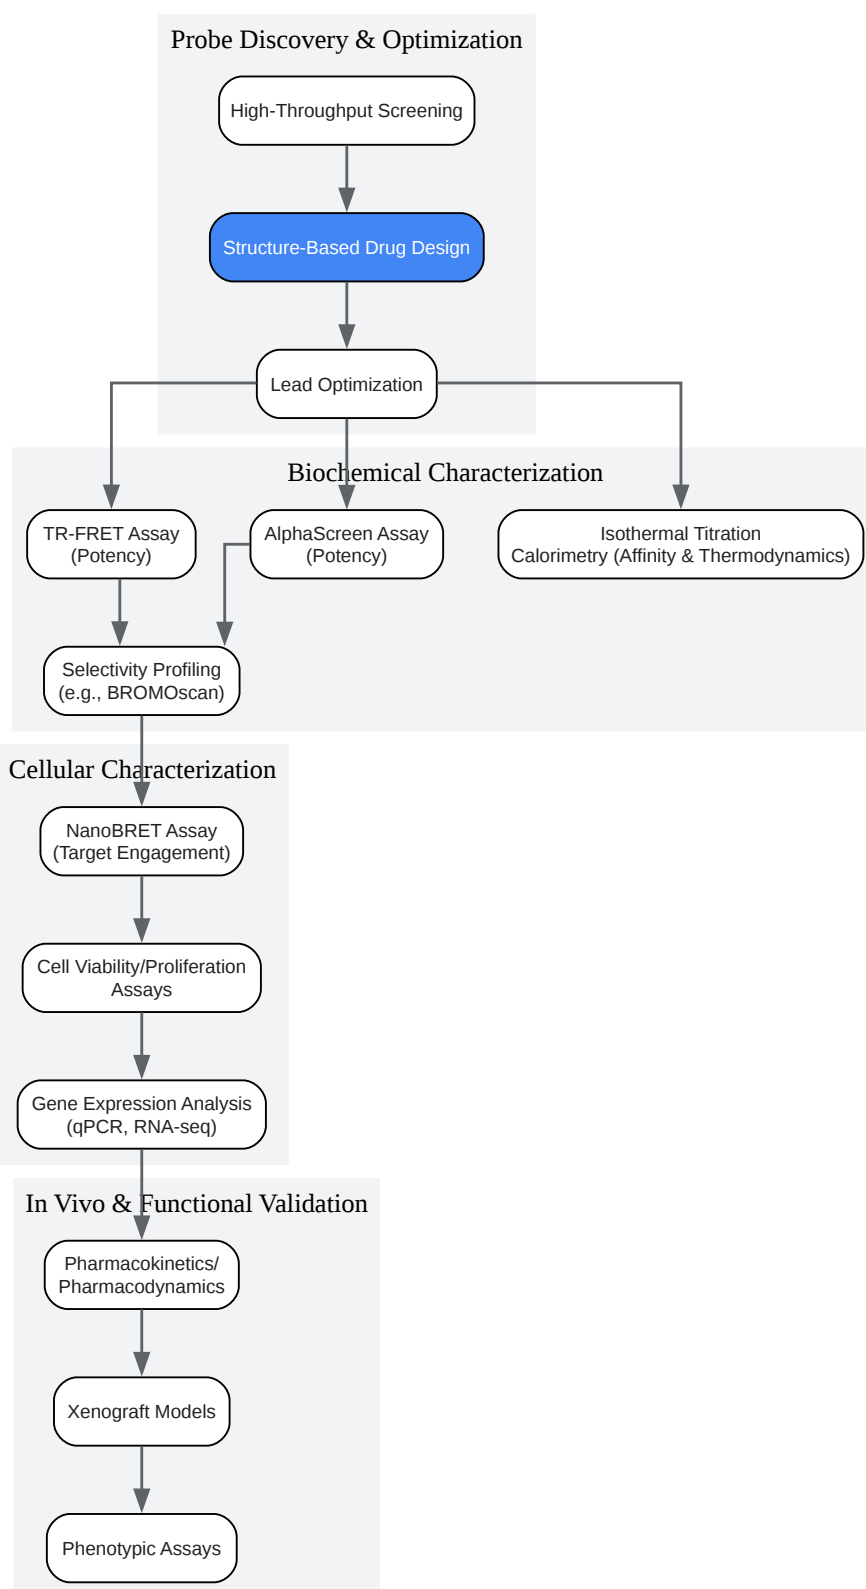 Probe Discovery & Optimization
High-Throughput Screening
Structure-Based Drug Design
Lead Optimization
Biochemical Characterization
TR-FRET Assay
(Potency)
AlphaScreen Assay
(Potency)
Isothermal Titration
Calorimetry (Affinity & Thermodynamics)
Selectivity Profiling
(e.g., BROMOscan)
Cellular Characterization
NanoBRET Assay
(Target Engagement)
Cell Viability/Proliferation
Assays
Gene Expression Analysis
(qPCR, RNA-seq)
In Vivo & Functional Validation
Pharmacokinetics/
Pharmacodynamics
Xenograft Models
Phenotypic Assays